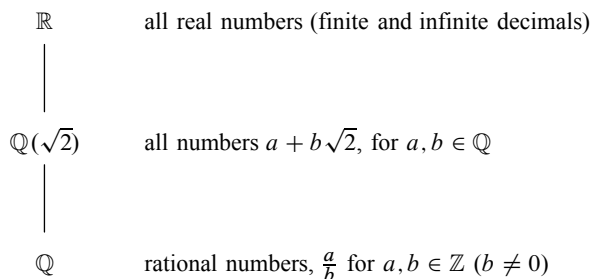 ℝ all real numbers (finite and infinite decimals)
ℚ(√2) all numbers a + b√2, for a, b ∈ ℚ
ℚ rational numbers, a/b for a, b ∈ ℤ (b ≠ 0)